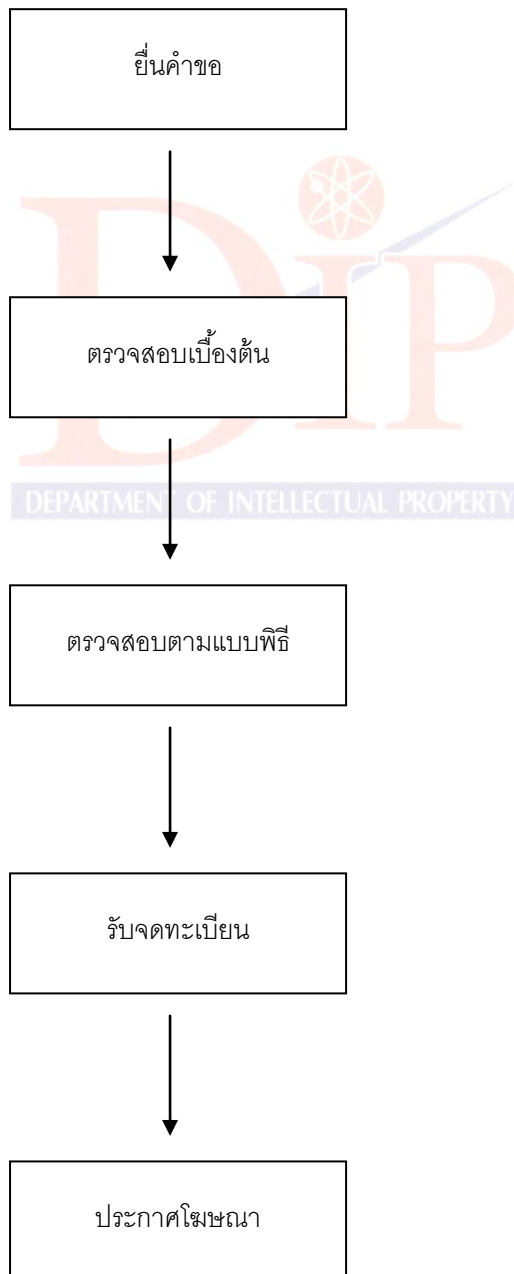 ยื่นคำขอ
DIP
ตรวจสอบเบื้องต้น
DEPARTMENT OF INTELLECTUAL PROPERTY
ตรวจสอบตามแบบพิธี
รับจดทะเบียน
ประกาศโฆษณา